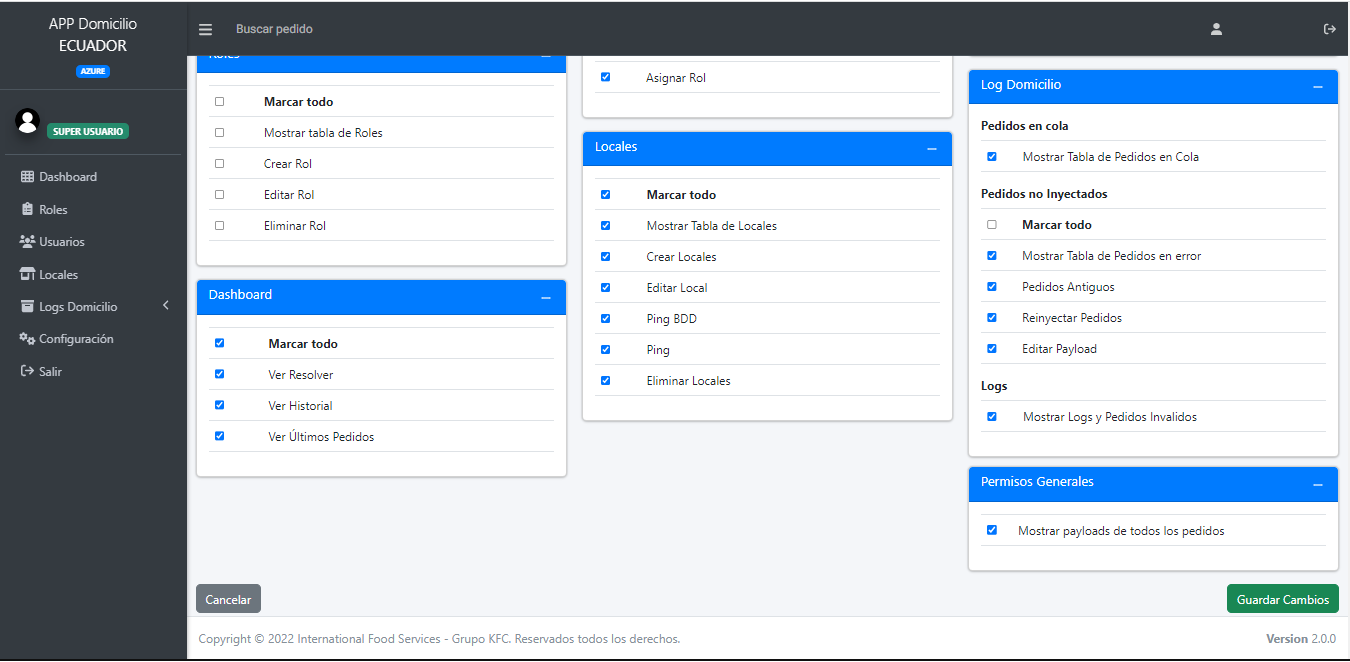 APP Domicilio
ECUADOR
AZURE
SUPER USUARIO
Dashboard
Roles
Usuarios
Locales
Logs Domicilio
Configuración
Salir
Buscar pedido
Roles
Marcar todo
Mostrar tabla de Roles
Crear Rol
Editar Rol
Eliminar Rol
Dashboard
Marcar todo
Ver Resolver
Ver Historial
Ver Últimos Pedidos
Asignar Rol
Locales
Marcar todo
Mostrar Tabla de Locales
Crear Locales
Editar Local
Ping BDD
Ping
Eliminar Locales
Log Domicilio
Pedidos en cola
Mostrar Tabla de Pedidos en Cola
Pedidos no Inyectados
Marcar todo
Mostrar Tabla de Pedidos en error
Pedidos Antiguos
Reinyectar Pedidos
Editar Payload
Logs
Mostrar Logs y Pedidos Invalidos
Permisos Generales
Mostrar payloads de todos los pedidos
Cancelar
Guardar Cambios
Copyright © 2022 International Food Services - Grupo KFC. Reservados todos los derechos.
Version 2.0.0